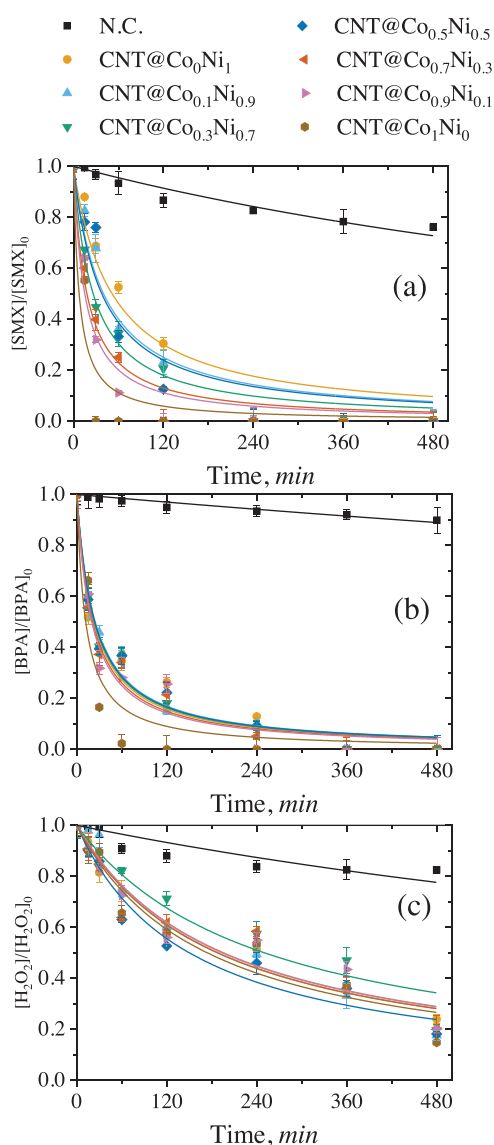 N.C.
CNT@Co0Ni1
CNT@Co0.1Ni0.9
CNT@Co0.3Ni0.7
CNT@Co0.5Ni0.5
CNT@Co0.7Ni0.3
CNT@Co0.9Ni0.1
CNT@Co1Ni0
1.0
0.8
0.6
0.4
0.2
0.0
[SMX]/[SMX]0
(a)
0 120 240 360 480
Time, min
1.0
0.8
0.6
0.4
0.2
0.0
[BPA]/[BPA]0
(b)
0 120 240 360 480
Time, min
1.0
0.8
0.6
0.4
0.2
0.0
[H2O2]/[H2O2]0
(c)
0 120 240 360 480
Time, min